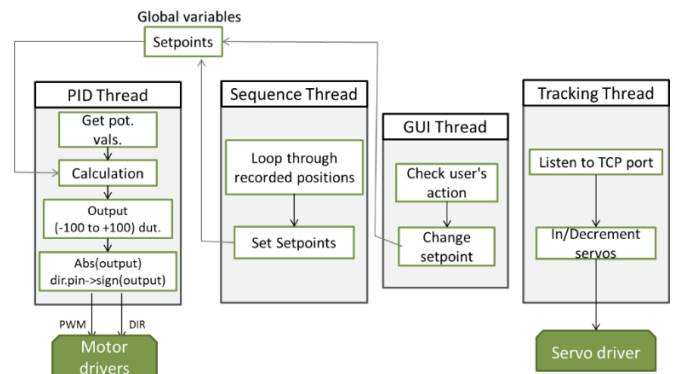 Global variables
Setpoints
PID Thread
Get pot.
vals.
Calculation
Output
(-100 to +100) dut.
Abs(output)
dir.pin->sign(output)
PWM
DIR
Motor
drivers
Sequence Thread
Loop through
recorded positions
Set Setpoints
GUI Thread
Check user's
action
Change
setpoint
Tracking Thread
Listen to TCP port
In/Decrement
servos
Servo driver